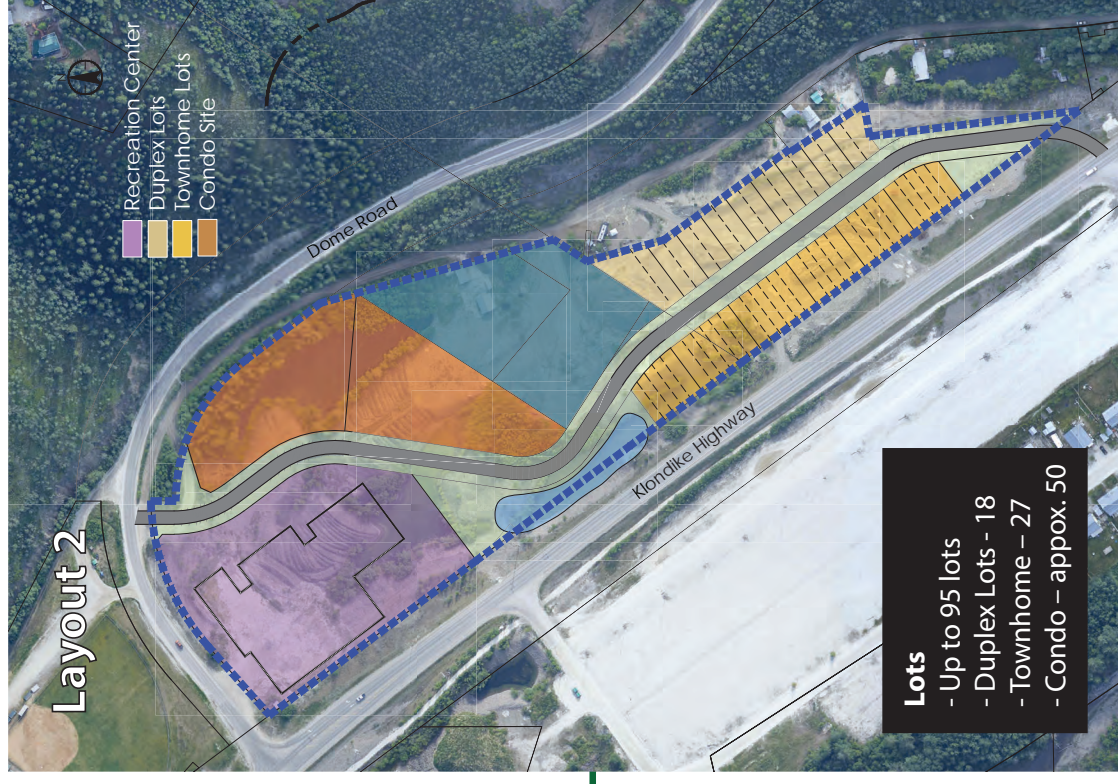 Layout 2
Recreation Center
Duplex Lots
Townhome Lots
Condo Site
Dome Road
Klondike Highway
Lots
- Up to 95 lots
- Duplex Lots - 18
- Townhome – 27
- Condo – appox. 50